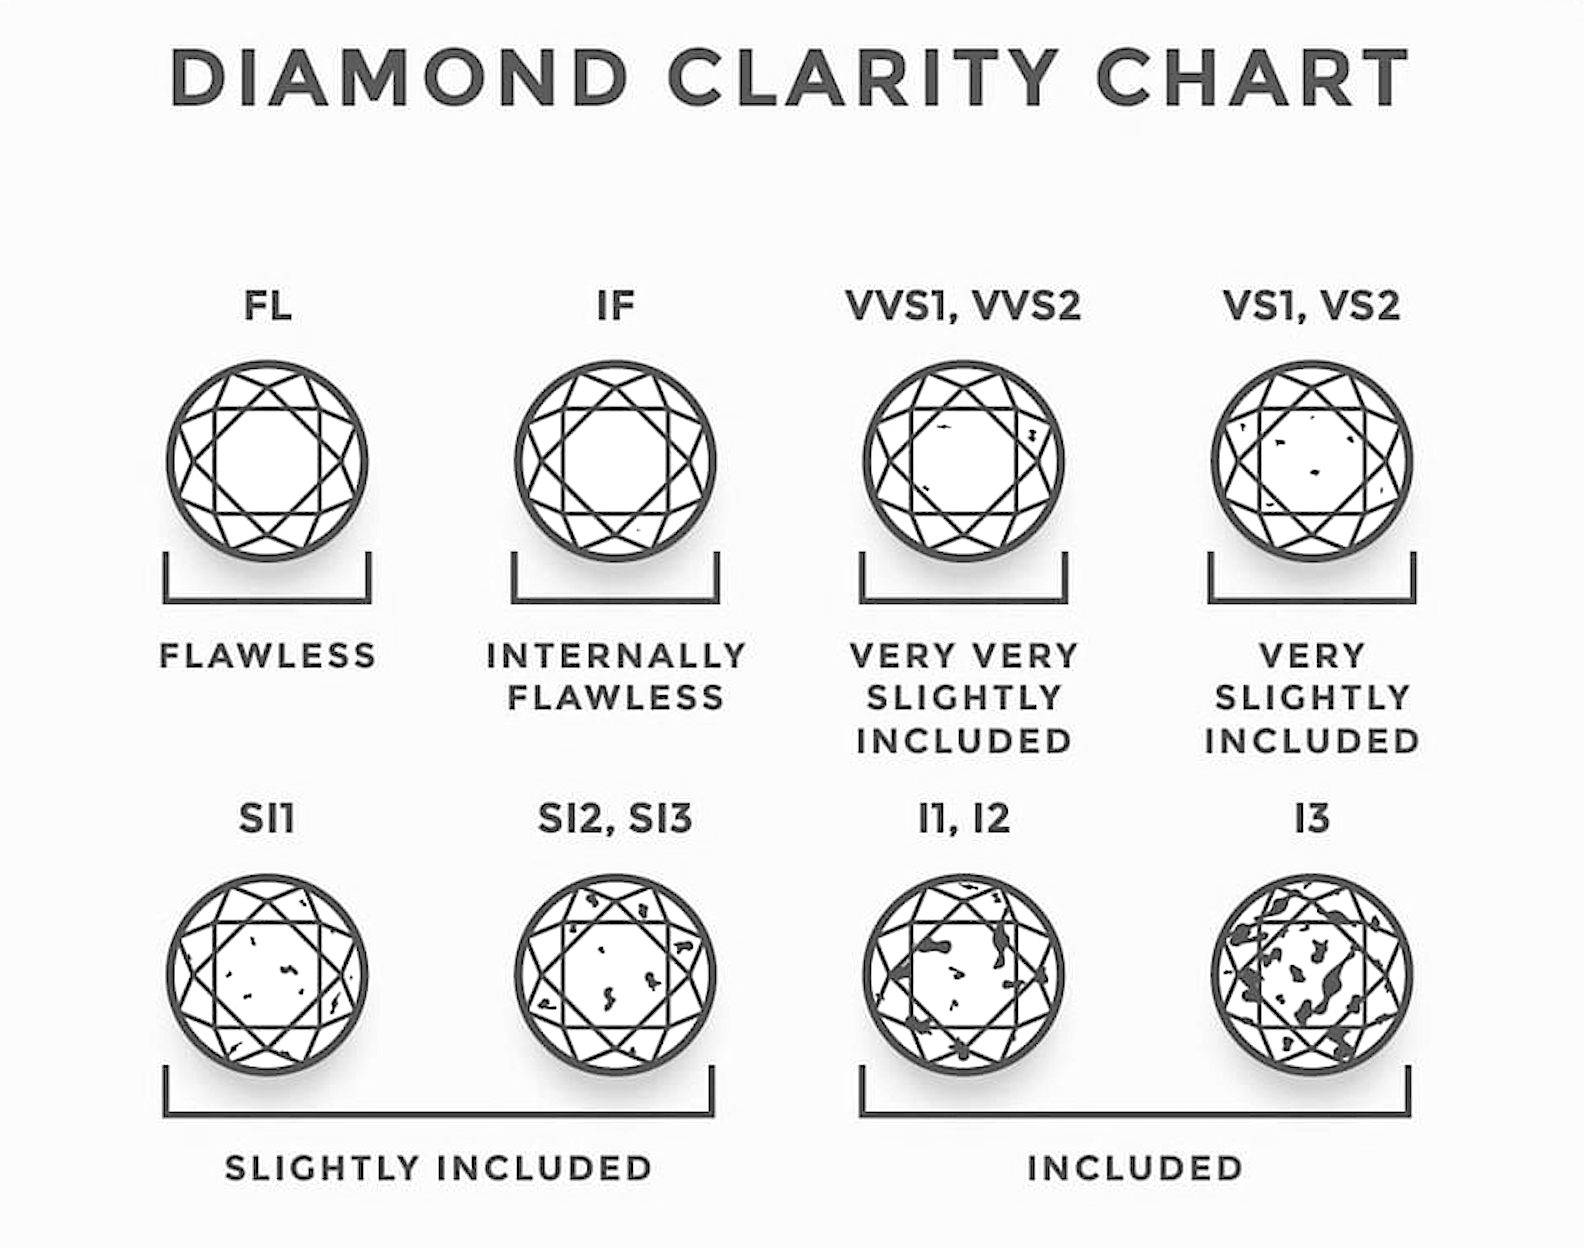 DIAMOND CLARITY CHART
FL
IF
VVS1, VVS2
VS1, VS2
FLAWLESS
INTERNALLY
FLAWLESS
VERY VERY
SLIGHTLY
INCLUDED
VERY
SLIGHTLY
INCLUDED
SI1
SI2, SI3
I1, I2
I3
SLIGHTLY INCLUDED
INCLUDED